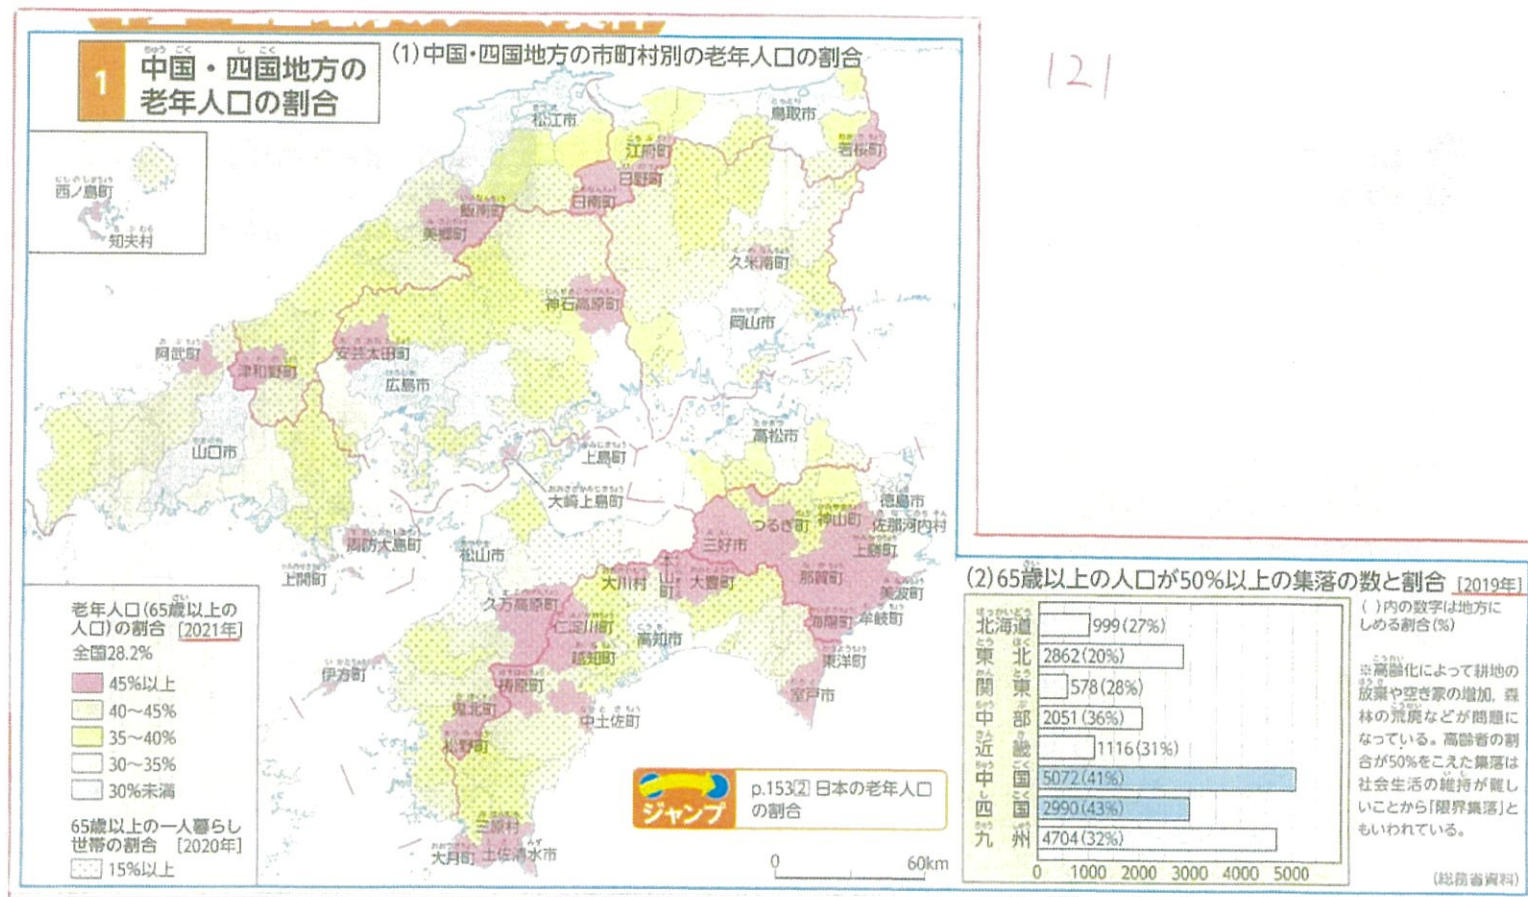 121
1
中国・四国地方の
老年人口の割合
ちゅうごく
しこく
(1)中国・四国地方の市町村別の老年人口の割合
西ノ島町
にしのしまちょう
知夫村
ちぶむら
松江市
鳥取市
江府町
若桜町
日野町
日南町
飯南町
美郷町
久米南町
神石高原町
岡山市
阿武町
津和野町
安芸太田町
広島市
山口市
高松市
上島町
大崎上島町
周防大島町
上関町
松山市
徳島市
つるぎ町
神山町
佐那河内村
三好市
上勝町
大川村
本山町
大豊町
那賀町
美波町
久万高原町
仁淀川町
高知市
海陽町
牟岐町
越知町
東洋町
伊方町
梼原町
室戸市
鬼北町
中土佐町
松野町
三原村
大月町
土佐清水市
老年人口(65歳以上の
人口)の割合 [2021年]
全国28.2%
45%以上
40～45%
35～40%
30～35%
30%未満
65歳以上の一人暮らし
世帯の割合 [2020年]
15%以上
ジャンプ
p.153② 日本の老年人口
の割合
0 60km
(2)65歳以上の人口が50%以上の集落の数と割合 [2019年]
北海道 999(27%)
東北 2862(20%)
関東 578(28%)
中部 2051(36%)
近畿 1116(31%)
中国 5072(41%)
四国 2990(43%)
九州 4704(32%)
0 1000 2000 3000 4000 5000
( )内の数字は地方に
しめる割合(%)
※高齢化によって耕地の
放棄や空き家の増加，森
林の荒廃などが問題に
なっている。高齢者の割
合が50%をこえた集落は
社会生活の維持が難し
いことから「限界集落」と
もいわれている。
(総務省資料)